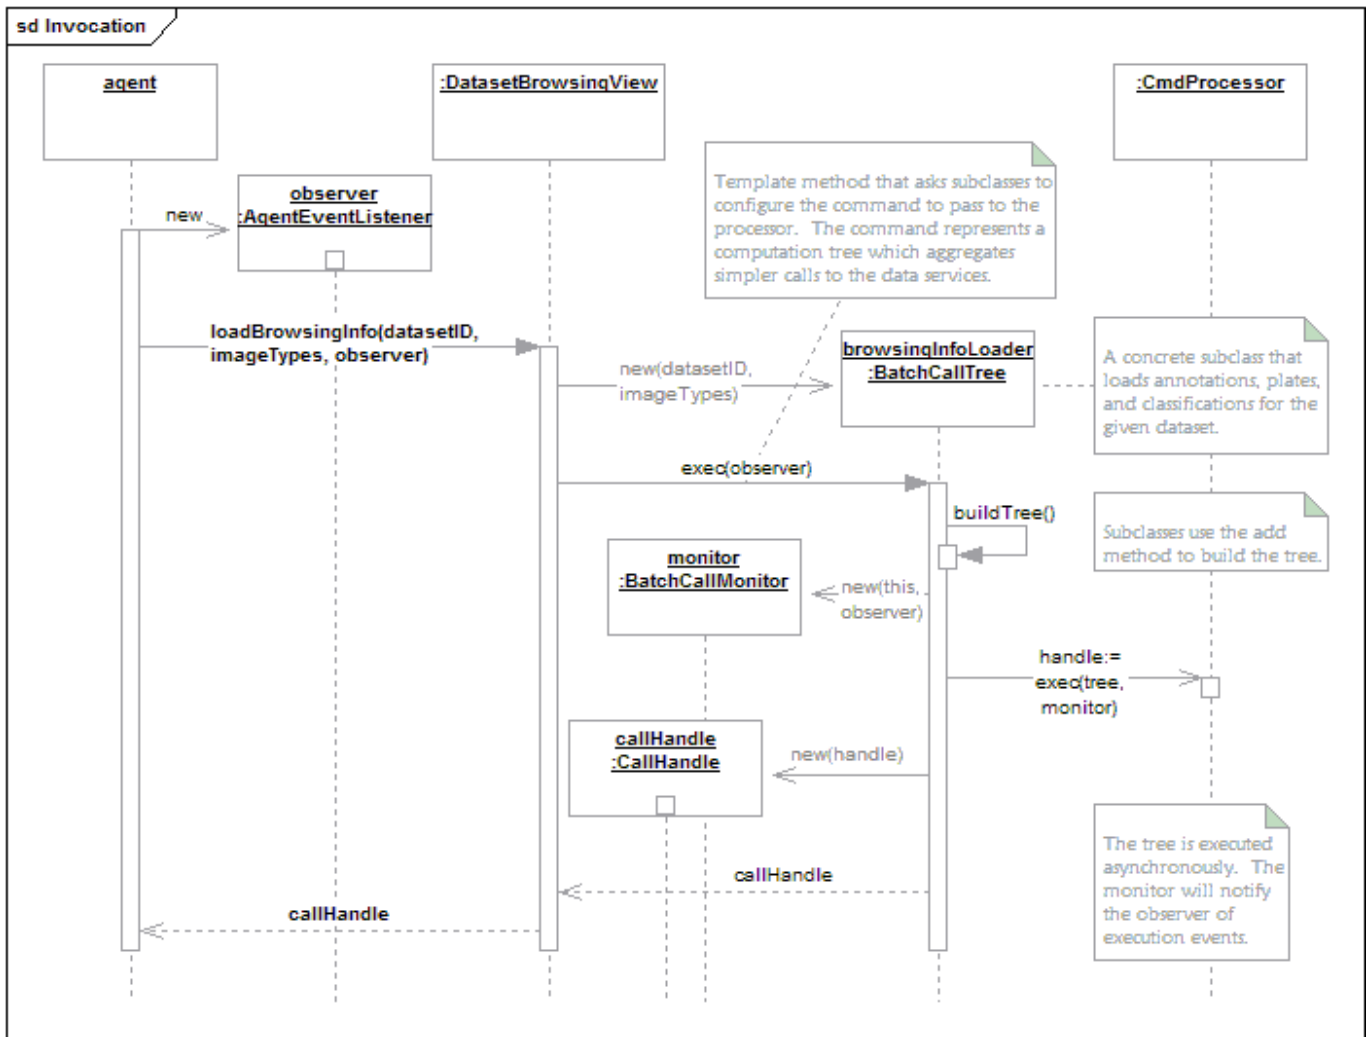 sd Invocation
agent
:DatasetBrowsingView
:CmdProcessor
observer
:AgentEventListener
new
Template method that asks subclasses to
configure the command to pass to the
processor. The command represents a
computation tree which aggregates
simpler calls to the data services.
loadBrowsingInfo(datasetID,
imageTypes, observer)
new(datasetID,
imageTypes)
browsingInfoLoader
:BatchCallTree
A concrete subclass that
loads annotations, plates,
and classifications for the
given dataset.
exec(observer)
buildTree()
Subclasses use the add
method to build the tree.
monitor
:BatchCallMonitor
new(this,
observer)
handle:=
exec(tree,
monitor)
callHandle
:CallHandle
new(handle)
The tree is executed
asynchronously. The
monitor will notify
the observer of
execution events.
callHandle
callHandle